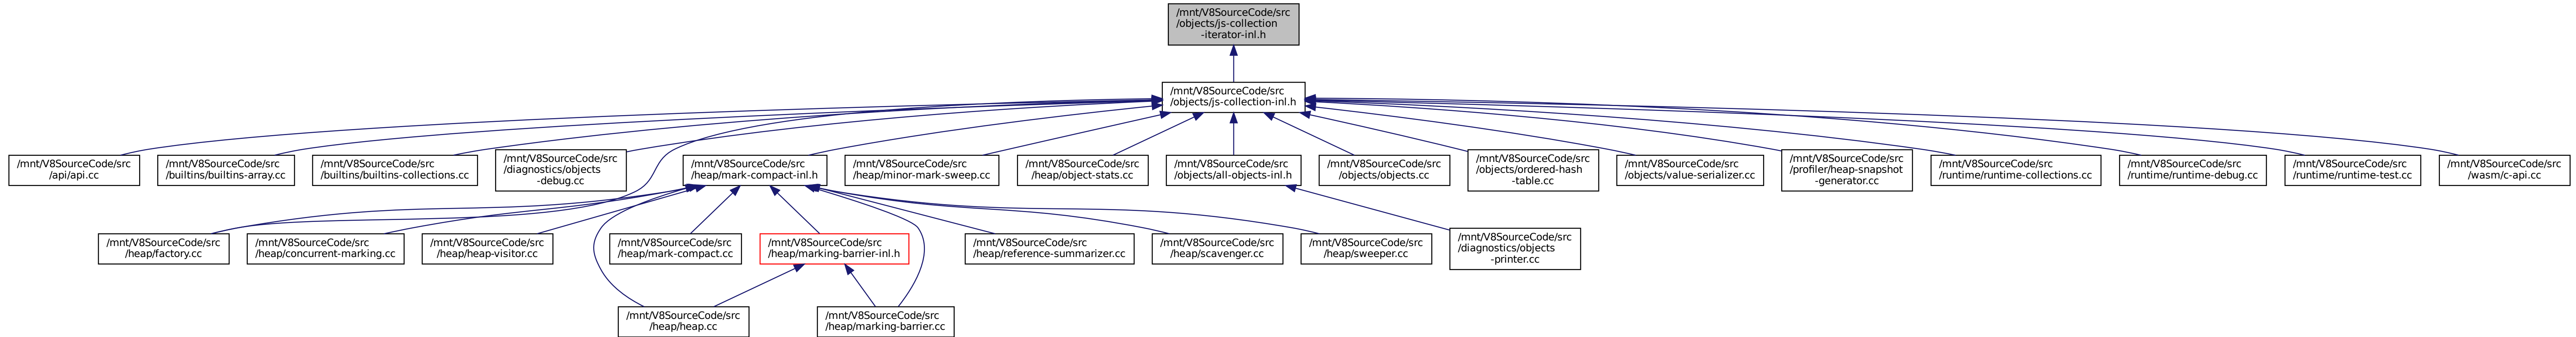 /mnt/V8SourceCode/src
/objects/js-collection
-iterator-inl.h
/mnt/V8SourceCode/src
/objects/js-collection-inl.h
/mnt/V8SourceCode/src
/api/api.cc
/mnt/V8SourceCode/src
/builtins/builtins-array.cc
/mnt/V8SourceCode/src
/builtins/builtins-collections.cc
/mnt/V8SourceCode/src
/diagnostics/objects
-debug.cc
/mnt/V8SourceCode/src
/heap/mark-compact-inl.h
/mnt/V8SourceCode/src
/heap/minor-mark-sweep.cc
/mnt/V8SourceCode/src
/heap/object-stats.cc
/mnt/V8SourceCode/src
/objects/all-objects-inl.h
/mnt/V8SourceCode/src
/objects/objects.cc
/mnt/V8SourceCode/src
/objects/ordered-hash
-table.cc
/mnt/V8SourceCode/src
/objects/value-serializer.cc
/mnt/V8SourceCode/src
/profiler/heap-snapshot
-generator.cc
/mnt/V8SourceCode/src
/runtime/runtime-collections.cc
/mnt/V8SourceCode/src
/runtime/runtime-debug.cc
/mnt/V8SourceCode/src
/runtime/runtime-test.cc
/mnt/V8SourceCode/src
/wasm/c-api.cc
/mnt/V8SourceCode/src
/heap/factory.cc
/mnt/V8SourceCode/src
/heap/concurrent-marking.cc
/mnt/V8SourceCode/src
/heap/heap-visitor.cc
/mnt/V8SourceCode/src
/heap/mark-compact.cc
/mnt/V8SourceCode/src
/heap/marking-barrier-inl.h
/mnt/V8SourceCode/src
/heap/reference-summarizer.cc
/mnt/V8SourceCode/src
/heap/scavenger.cc
/mnt/V8SourceCode/src
/heap/sweeper.cc
/mnt/V8SourceCode/src
/diagnostics/objects
-printer.cc
/mnt/V8SourceCode/src
/heap/heap.cc
/mnt/V8SourceCode/src
/heap/marking-barrier.cc